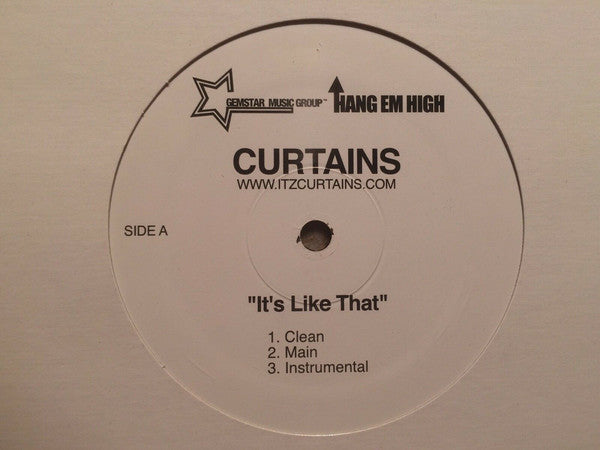 GEMSTAR MUSIC GROUP™ HANG EM HIGH
CURTAINS
WWW.ITZCURTAINS.COM
SIDE A
"It's Like That"
1. Clean
2. Main
3. Instrumental